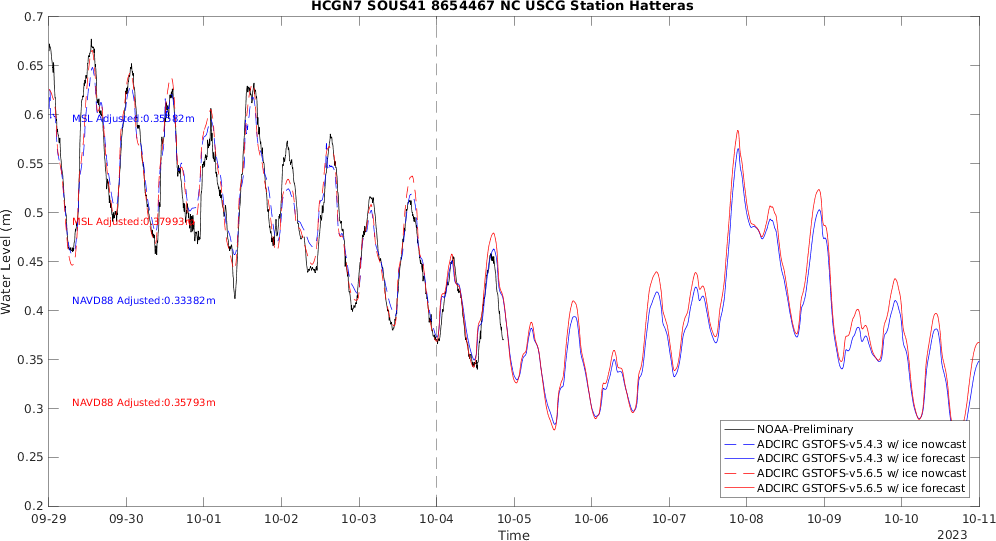 HCGN7 SOUS41 8654467 NC USCG Station Hatteras
0.7
0.65
0.6
0.55
0.5
0.45
0.4
0.35
0.3
0.25
0.2
Water Level (m)
MSL Adjusted:0.35582m
MSL Adjusted:0.37993m
NAVD88 Adjusted:0.33382m
NAVD88 Adjusted:0.35793m
NOAA-Preliminary
ADCIRC GSTOFS-v5.4.3 w/ ice nowcast
ADCIRC GSTOFS-v5.4.3 w/ ice forecast
ADCIRC GSTOFS-v5.6.5 w/ ice nowcast
ADCIRC GSTOFS-v5.6.5 w/ ice forecast
09-29 09-30 10-01 10-02 10-03 10-04 10-05 10-06 10-07 10-08 10-09 10-10 10-11
Time
2023